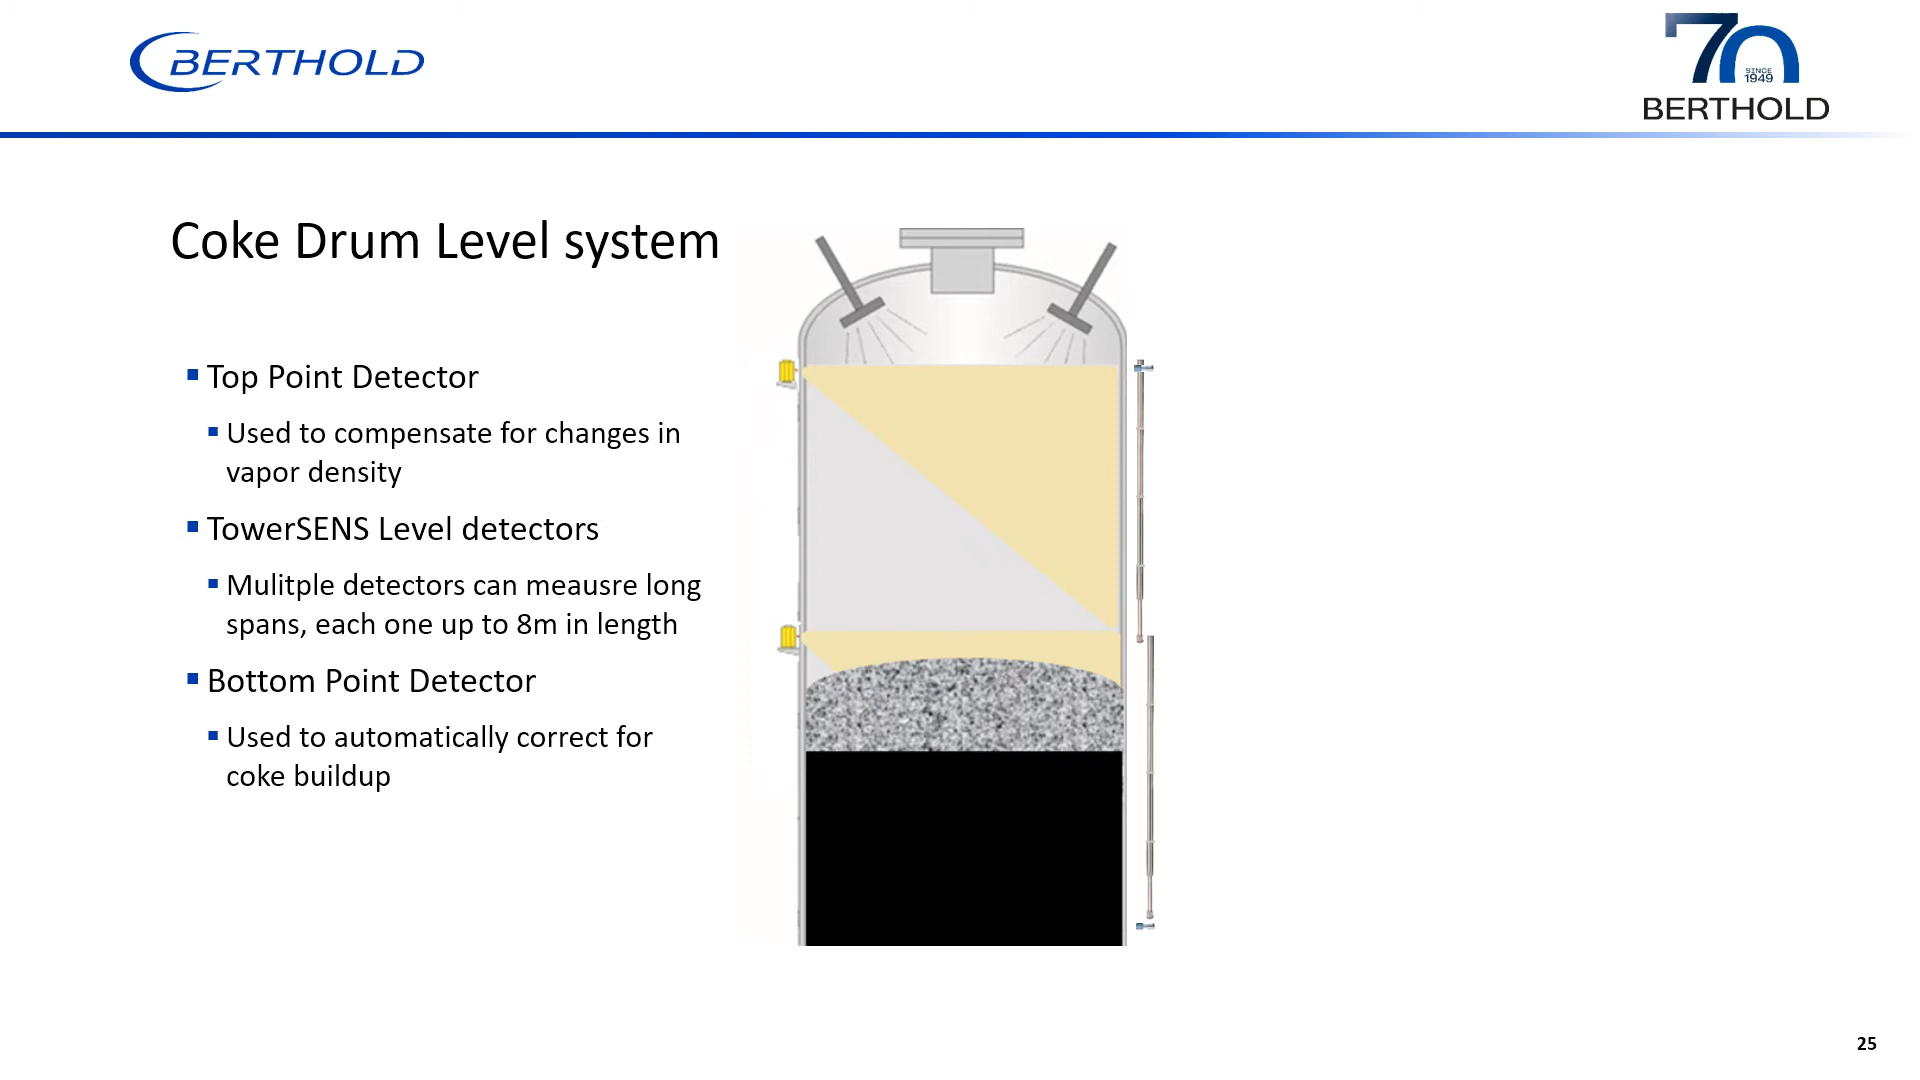 BERTHOLD
70
SINCE
1949
BERTHOLD
Coke Drum Level system
Top Point Detector
Used to compensate for changes in
vapor density
TowerSENS Level detectors
Mulitple detectors can meausre long
spans, each one up to 8m in length
Bottom Point Detector
Used to automatically correct for
coke buildup
25